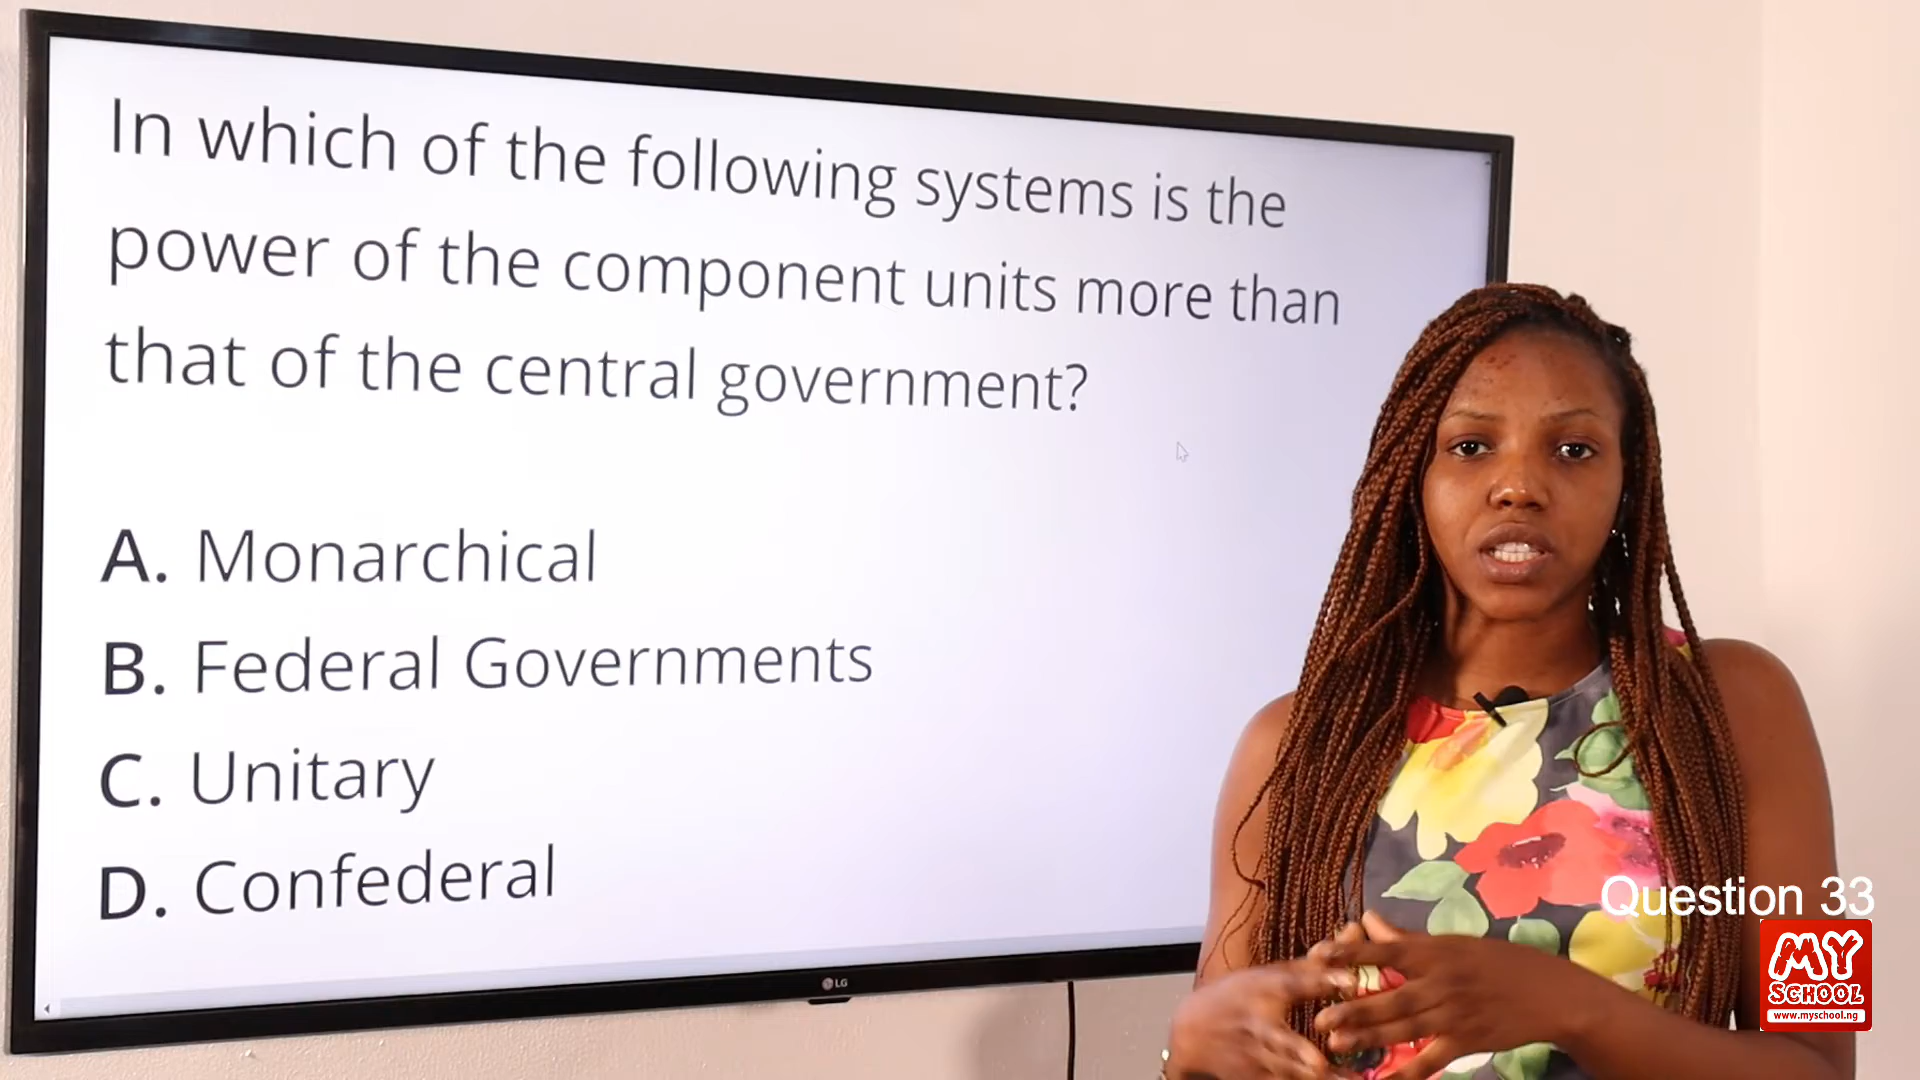 In which of the following systems is the
power of the component units more than
that of the central government?
A. Monarchical
B. Federal Governments
C. Unitary
D. Confederal
LG
Question 33
MY
SCHOOL
www.myschool.ng